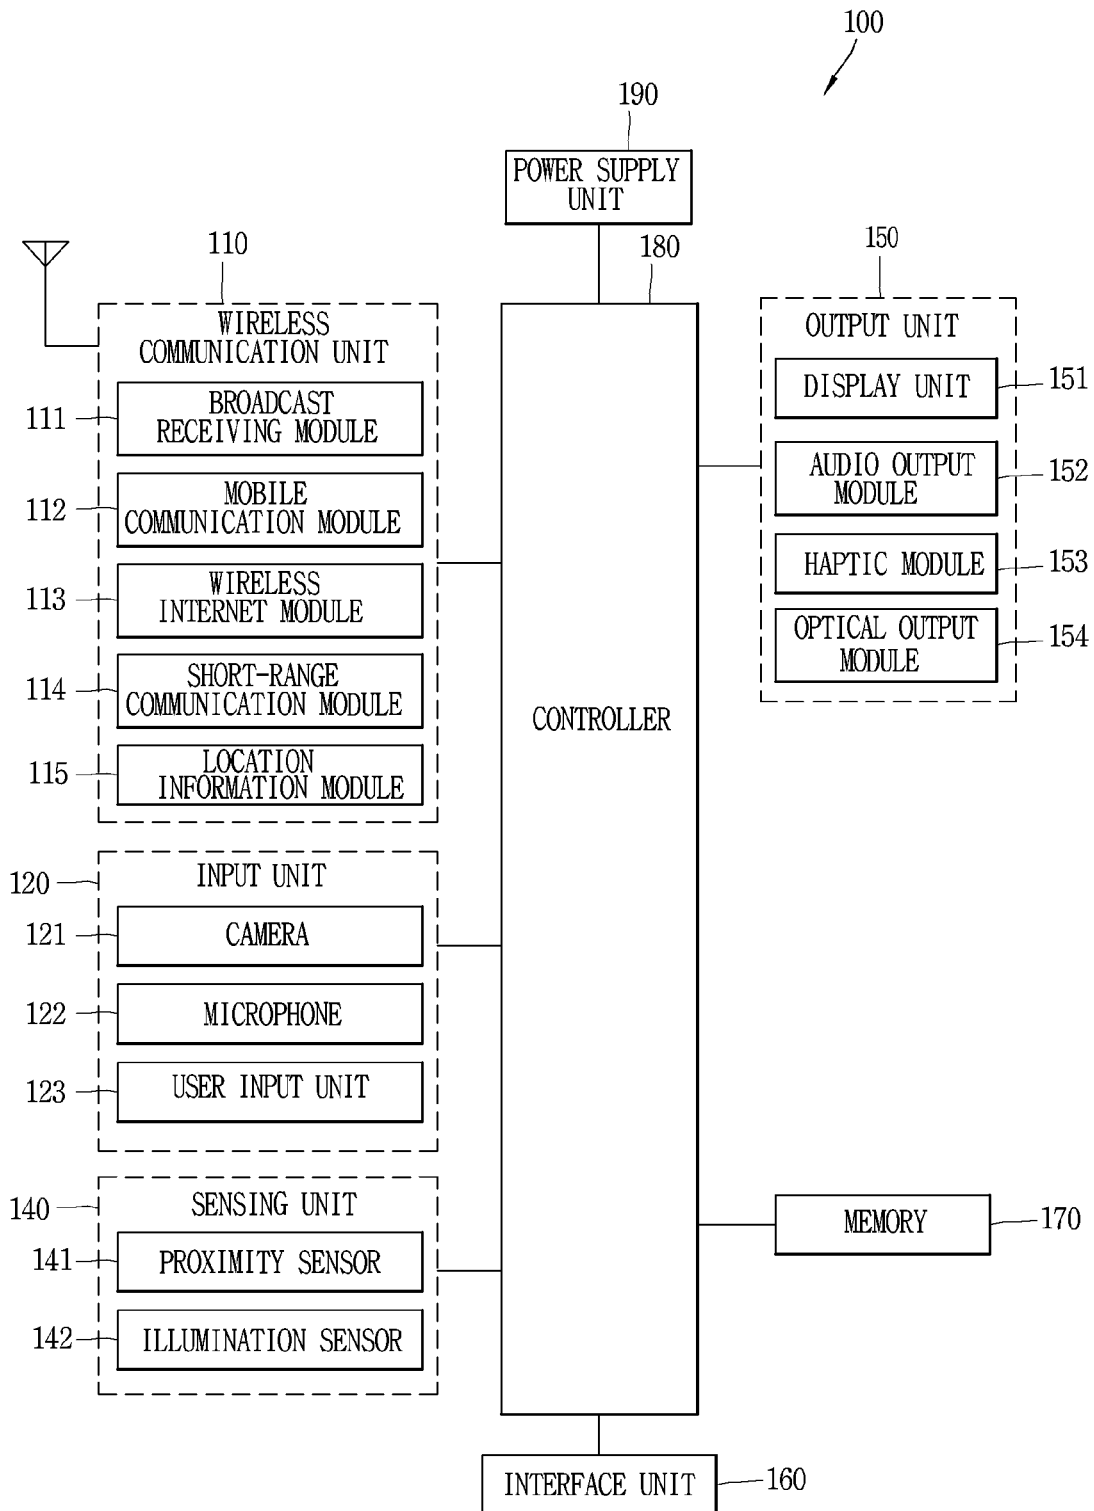 100
190
POWER SUPPLY
UNIT
110
180
150
WIRELESS
COMMUNICATION UNIT
111
BROADCAST
RECEIVING MODULE
112
MOBILE
COMMUNICATION MODULE
113
WIRELESS
INTERNET MODULE
114
SHORT-RANGE
COMMUNICATION MODULE
115
LOCATION
INFORMATION MODULE
120
INPUT UNIT
121
CAMERA
122
MICROPHONE
123
USER INPUT UNIT
140
SENSING UNIT
141
PROXIMITY SENSOR
142
ILLUMINATION SENSOR
CONTROLLER
OUTPUT UNIT
DISPLAY UNIT
151
AUDIO OUTPUT
MODULE
152
HAPTIC MODULE
153
OPTICAL OUTPUT
MODULE
154
MEMORY
170
INTERFACE UNIT
160